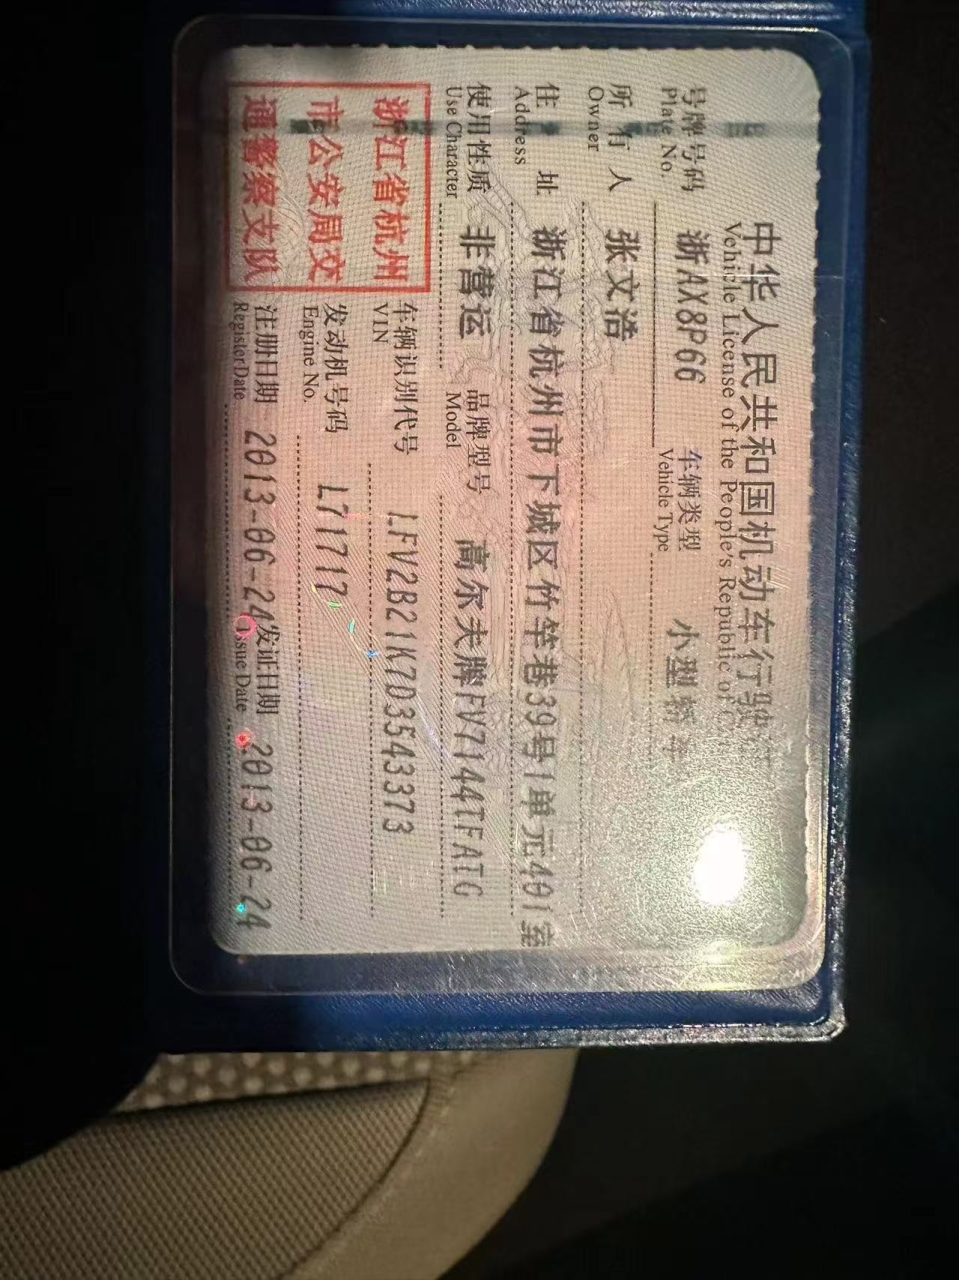 中华人民共和国机动车行驶
Vehicle License of the People's Republic of
号牌号码 浙AX8P66 车辆类型 小型轿车
Plate No. Vehicle Type
所有人 张文浩
Owner
住址 浙江省杭州市下城区竹竿巷39号1单元401室
Address
使用性质 非营运 品牌型号 高尔夫牌FV7144TFATG
Use Character Model
浙江省杭州
市公安局交
通警察支队
车辆识别代号 LFV2B21K7D3543373
VIN
发动机号码 L71717
Engine No.
注册日期 2013-06-24 发证日期 2013-06-24
Register Date Issue Date